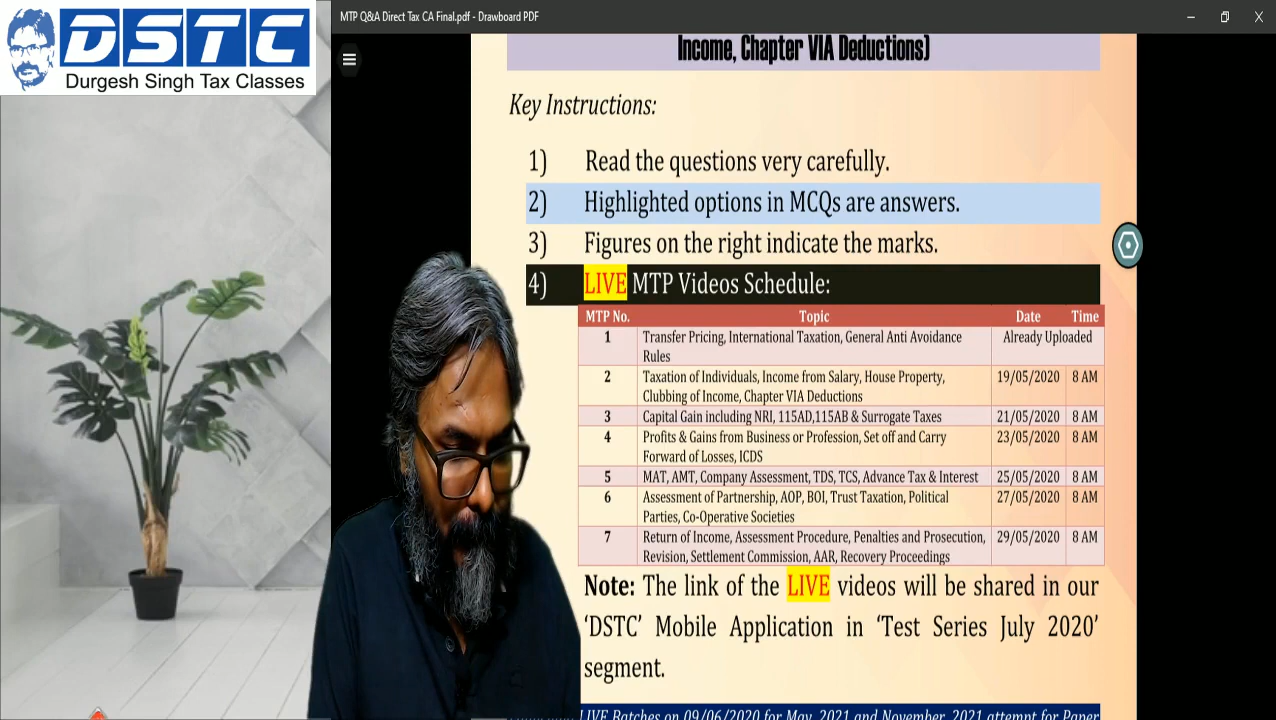 MTP Q&A Direct Tax CA Final.pdf - Drawboard PDF
DSTC
Durgesh Singh Tax Classes
Income, Chapter VIA Deductions)
Key Instructions:
1) Read the questions very carefully.
2) Highlighted options in MCQs are answers.
3) Figures on the right indicate the marks.
4) LIVE MTP Videos Schedule:
MTP No. Topic Date Time
1 Transfer Pricing, International Taxation, General Anti Avoidance Already Uploaded
Rules
2 Taxation of Individuals, Income from Salary, House Property, 19/05/2020 8 AM
Clubbing of Income, Chapter VIA Deductions
3 Capital Gain including NRI, 115AD,115AB & Surrogate Taxes 21/05/2020 8 AM
4 Profits & Gains from Business or Profession, Set off and Carry 23/05/2020 8 AM
Forward of Losses, ICDS
5 MAT, AMT, Company Assessment, TDS, TCS, Advance Tax & Interest 25/05/2020 8 AM
6 Assessment of Partnership, AOP, BOI, Trust Taxation, Political 27/05/2020 8 AM
Parties, Co-Operative Societies
7 Return of Income, Assessment Procedure, Penalties and Prosecution, 29/05/2020 8 AM
Revision, Settlement Commission, AAR, Recovery Proceedings
Note: The link of the LIVE videos will be shared in our
‘DSTC’ Mobile Application in ‘Test Series July 2020’
segment.
LIVE Batches on 09/06/2020 for May, 2021 and November, 2021 attempt for Paper